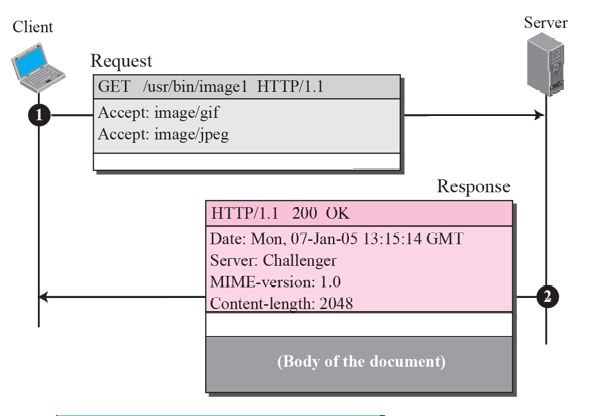 Client
Server
Request
GET /usr/bin/image1 HTTP/1.1
1
Accept: image/gif
Accept: image/jpeg
Response
HTTP/1.1 200 OK
Date: Mon, 07-Jan-05 13:15:14 GMT
Server: Challenger
MIME-version: 1.0
Content-length: 2048
2
(Body of the document)